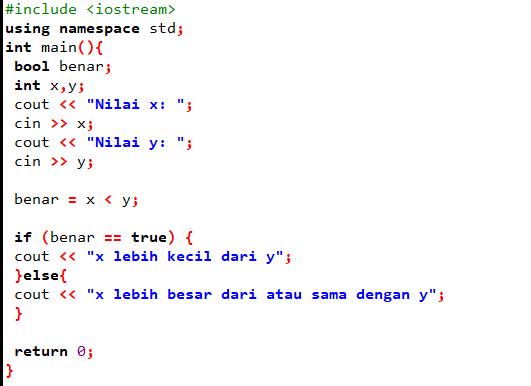 #include <iostream>
using namespace std;
int main(){
bool benar;
int x,y;
cout << "Nilai x: ";
cin >> x;
cout << "Nilai y: ";
cin >> y;
benar = x < y;
if (benar == true) {
cout << "x lebih kecil dari y";
}else{
cout << "x lebih besar dari atau sama dengan y";
}
return 0;
}